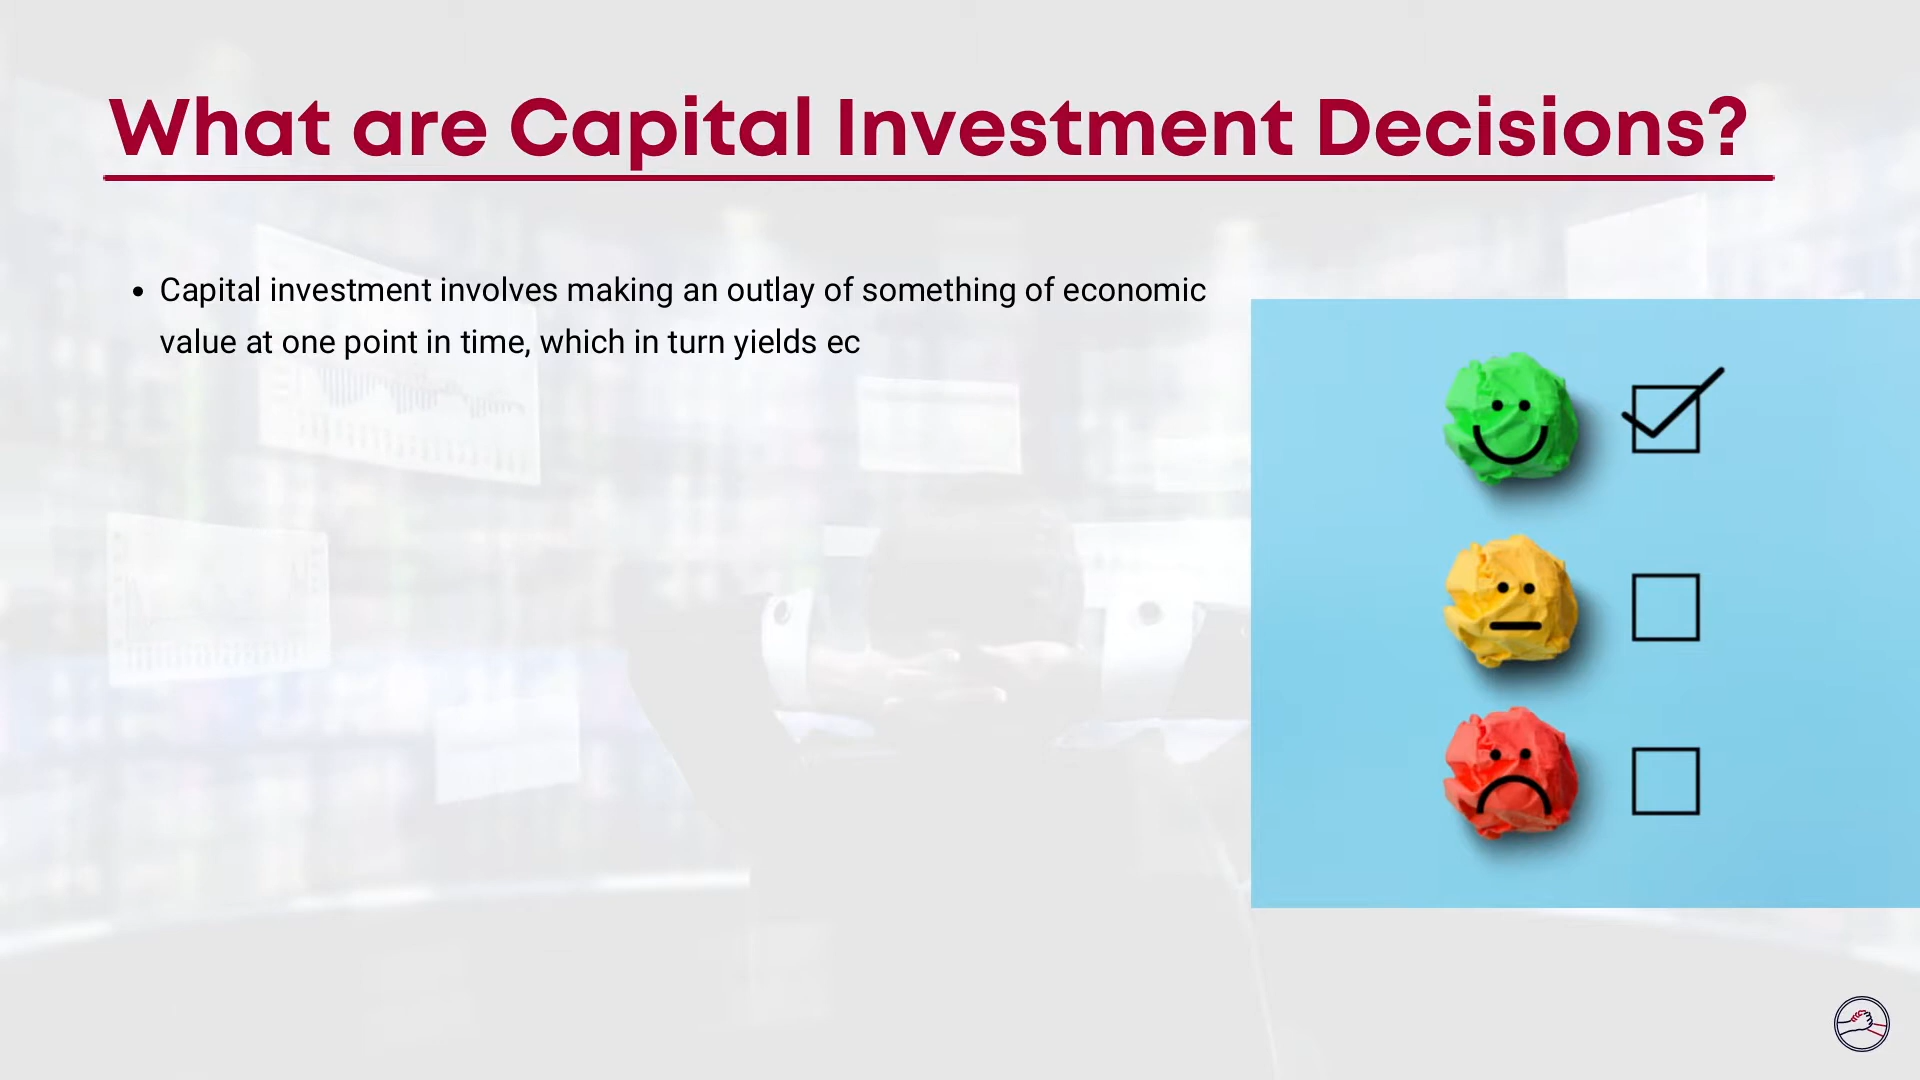 What are Capital Investment Decisions?
• Capital investment involves making an outlay of something of economic
value at one point in time, which in turn yields ec